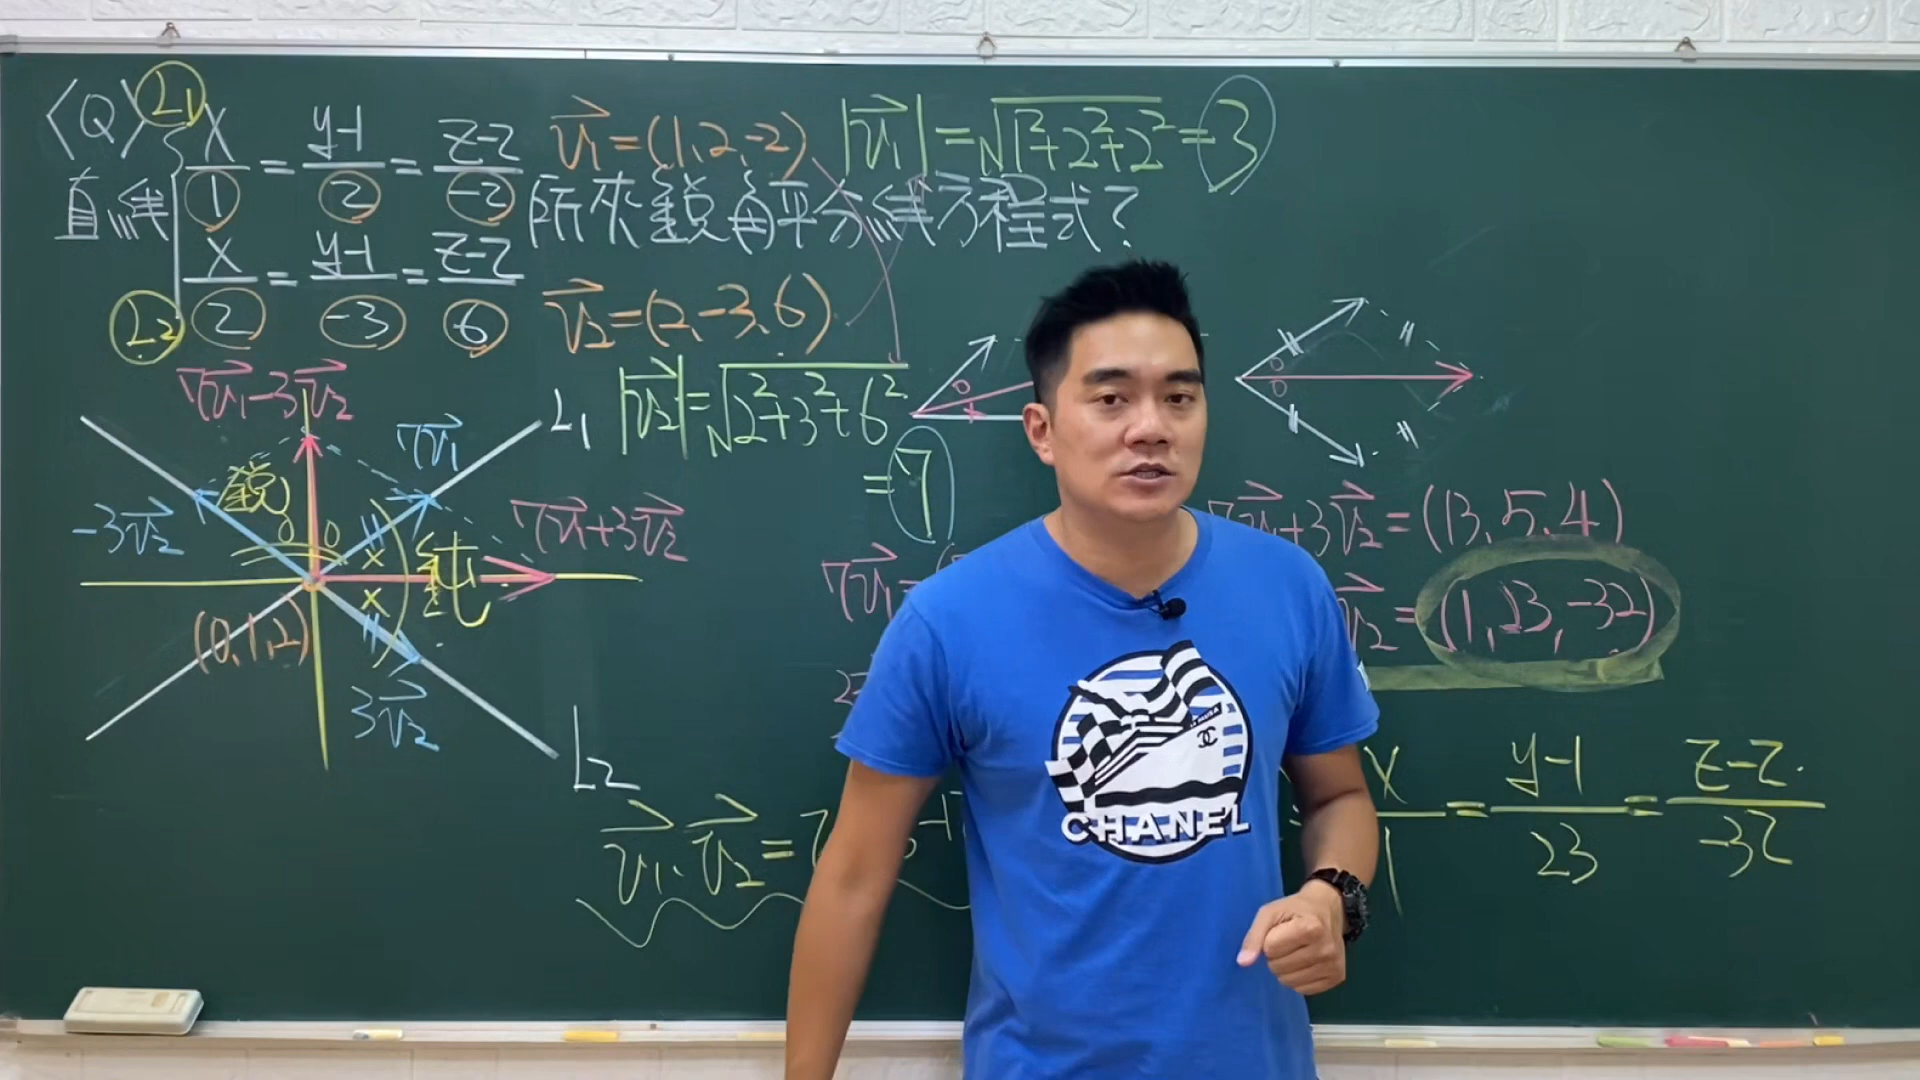 〈Q〉 L1
直線 x/1 = y-1/2 = z-2/-2 所夾銳角平分線方程式?
L2 x/2 = y-1/-3 = z-2/6
v1=(1,2,-2)
|v1|=√1²+2²+2²=3
v2=(2,-3,6)
|v2|=√2²+3²+6²
=7
7v1-3v2
7v1
L1
-3v2
銳
鈍
7v1+3v2
(0,1,2)
3v2
L2
7v1
v1+3v2=(13,5,4)
v2=(1,23,-32)
v1·v2=
x/1 = y-1/23 = z-2/-32
CHANEL